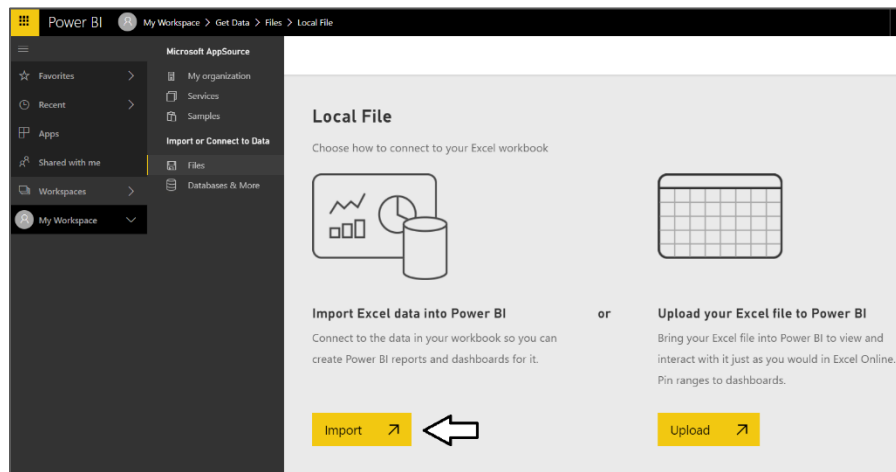 Power BI
My Workspace > Get Data > Files > Local File
Favorites
Recent
Apps
Shared with me
Workspaces
My Workspace
Microsoft AppSource
My organization
Services
Samples
Import or Connect to Data
Files
Databases & More
Local File
Choose how to connect to your Excel workbook
Import Excel data into Power BI
Connect to the data in your workbook so you can
create Power BI reports and dashboards for it.
Import
or
Upload your Excel file to Power BI
Bring your Excel file into Power BI to view and
interact with it just as you would in Excel Online.
Pin ranges to dashboards.
Upload